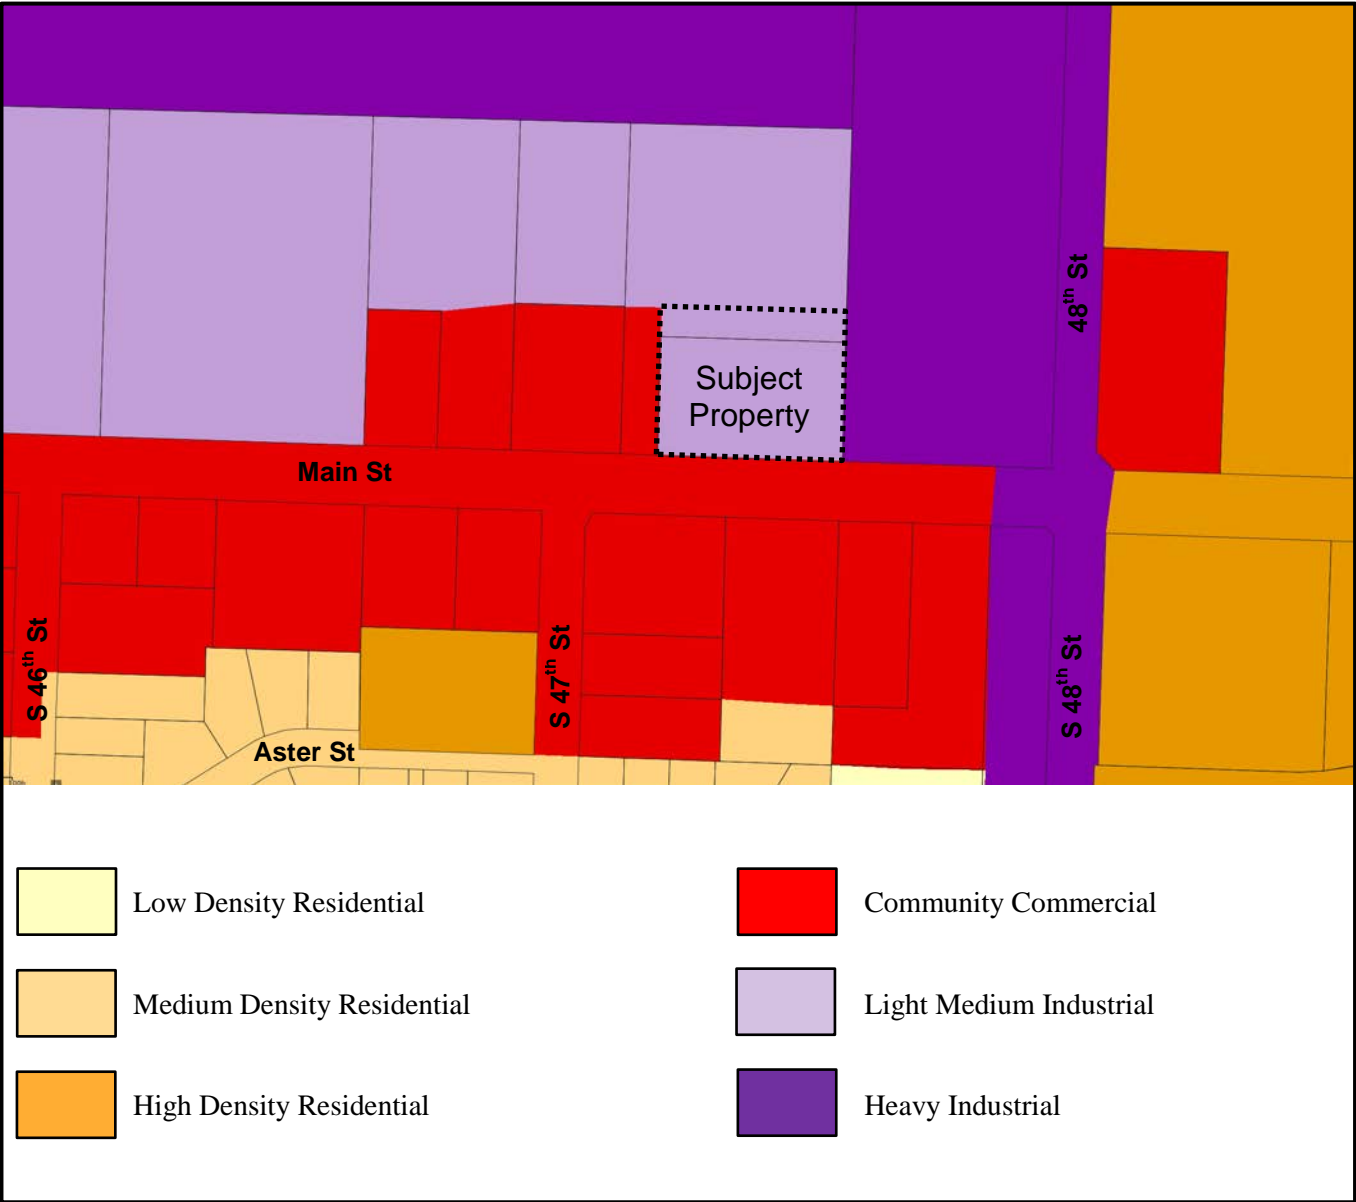 48th St
Subject
Property
Main St
S 46th St
S 47th St
S 48th St
Aster St
Low Density Residential
Community Commercial
Medium Density Residential
Light Medium Industrial
High Density Residential
Heavy Industrial